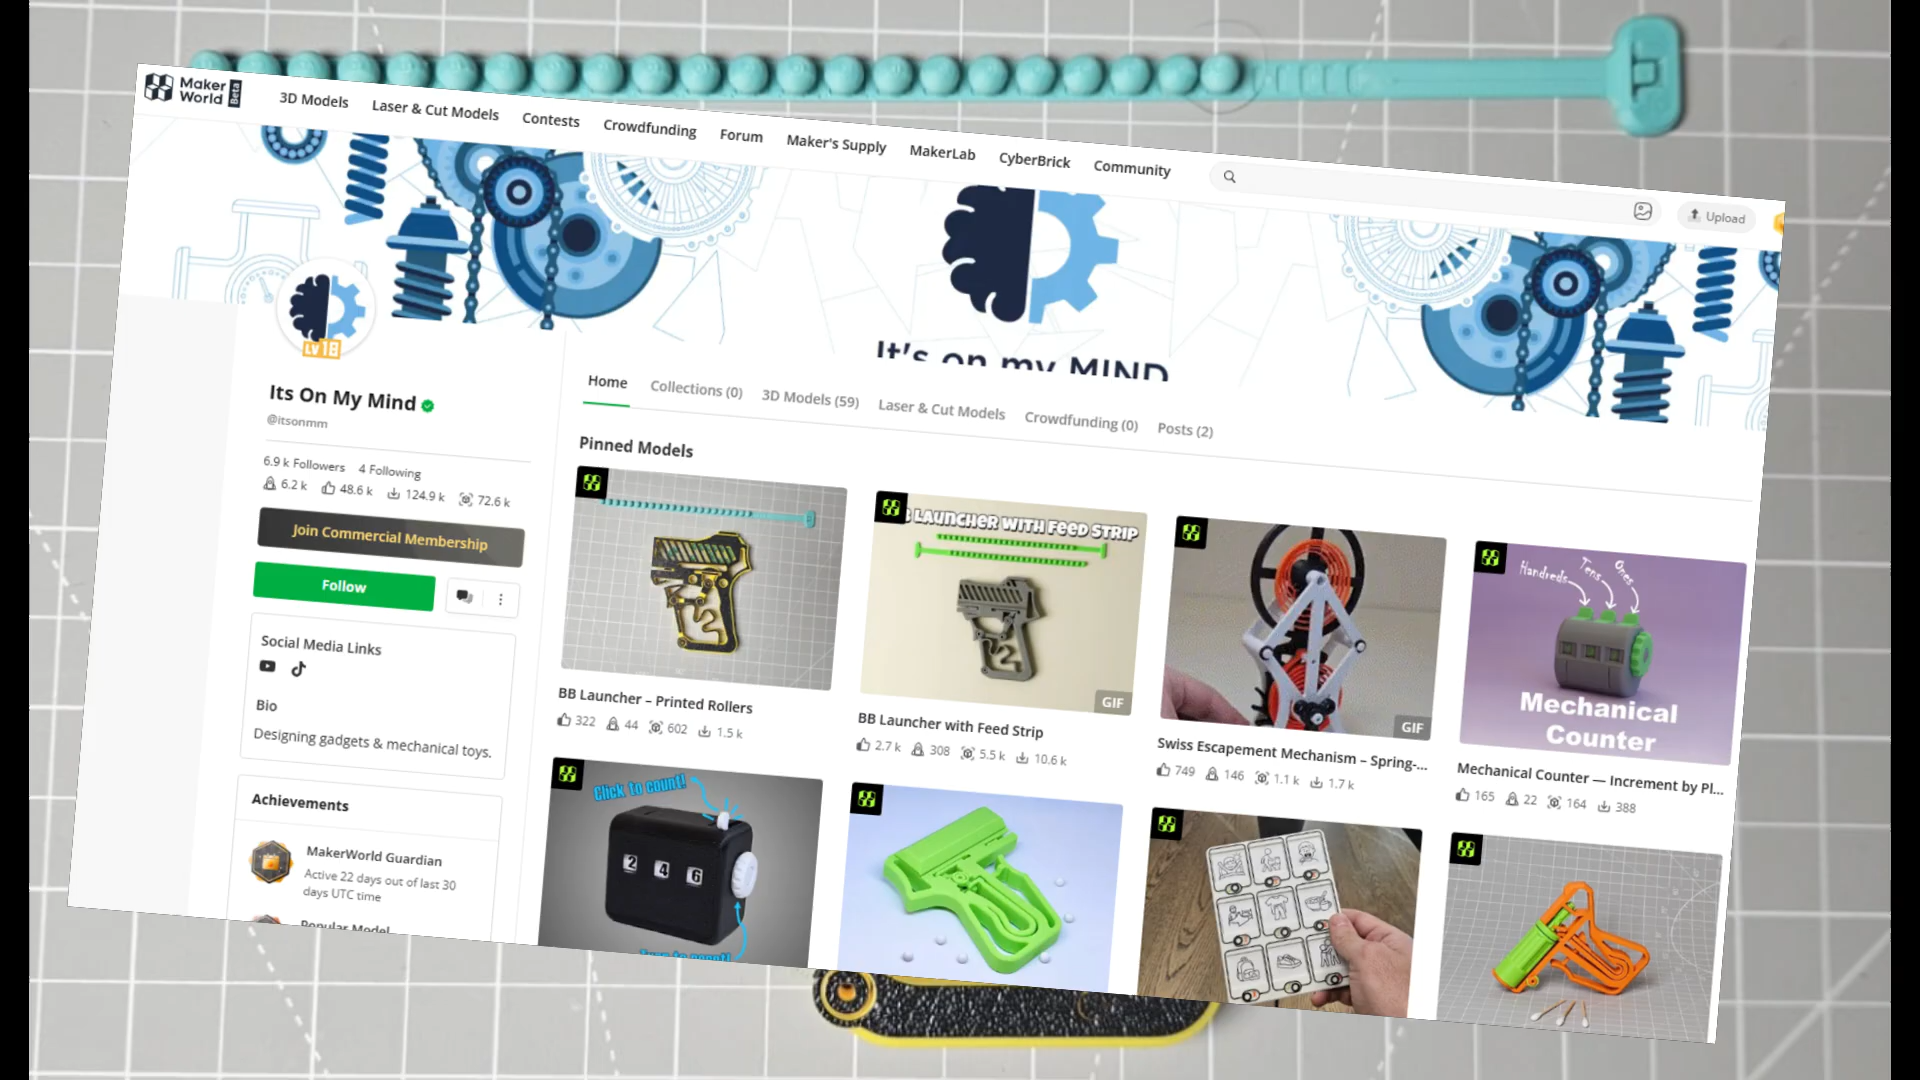 Maker
World
Beta
3D Models
Laser & Cut Models
Contests
Crowdfunding
Forum
Maker's Supply
MakerLab
CyberBrick
Community
Upload
It's on my MIND
Lv 18
Its On My Mind
@itsonmm
6.9 k Followers 4 Following
6.2 k 48.6 k 124.9 k 72.6 k
Join Commercial Membership
Follow
Social Media Links
Bio
Designing gadgets & mechanical toys.
Achievements
MakerWorld Guardian
Active 22 days out of last 30
days UTC time
Popular Model
Home
Collections (0)
3D Models (59)
Laser & Cut Models
Crowdfunding (0)
Posts (2)
Pinned Models
BB Launcher – Printed Rollers
322 44 602 1.5 k
LAUNCHER WITH FEED STRIP
GIF
BB Launcher with Feed Strip
2.7 k 308 5.5 k 10.6 k
GIF
Swiss Escapement Mechanism – Spring-...
749 146 1.1 k 1.7 k
Handreds
Tens
Ones
Mechanical
Counter
Mechanical Counter — Increment by Pl...
165 22 164 388
Click to count!
2 4 6